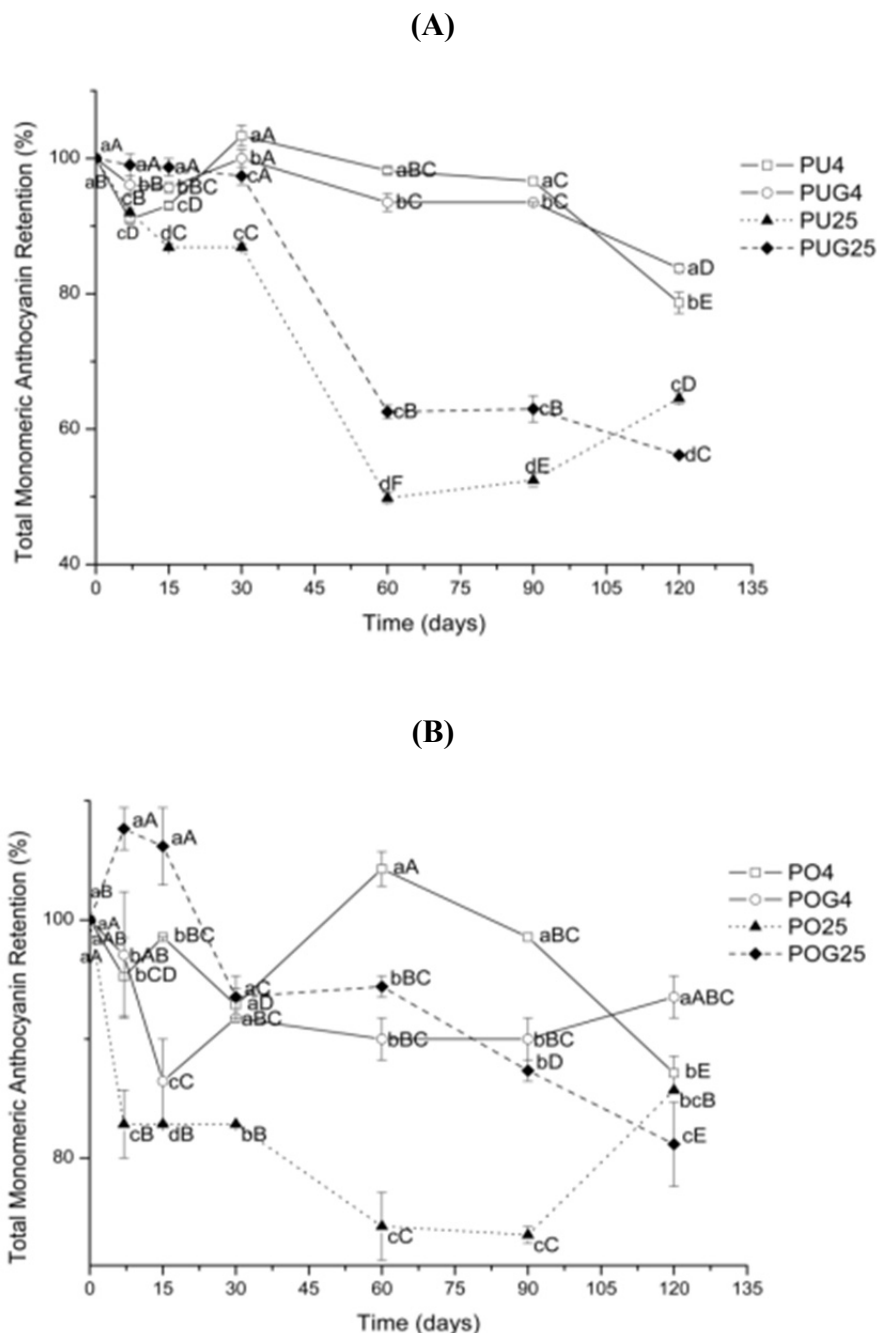 (A)
Total Monomeric Anthocyanin Retention (%)
100
80
60
40
0 15 30 45 60 75 90 105 120 135
Time (days)
aA
aB
aA
bB
cB
cD
aA
bBC
cD
dC
aA
bA
cA
cC
aBC
bC
cB
dF
aC
bC
cB
dE
aD
bE
cD
dC
PU4
PUG4
PU25
PUG25
(B)
Total Monomeric Anthocyanin Retention (%)
100
80
0 15 30 45 60 75 90 105 120 135
Time (days)
aB
aA
aAB
aA
aA
bAB
bCD
cB
aA
bBC
cC
dB
aC
aD
aBC
bB
aA
bBC
bBC
cC
aBC
bBC
bD
cC
aABC
bE
bcB
cE
PO4
POG4
PO25
POG25